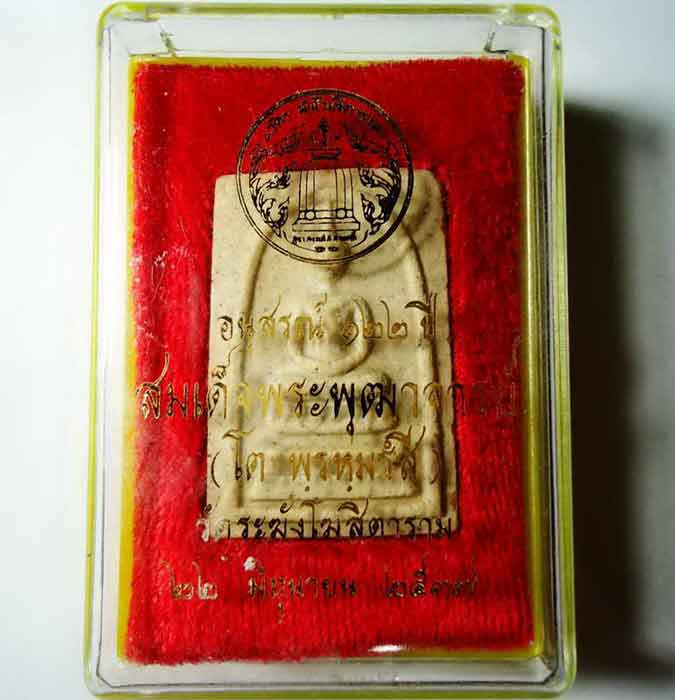 อนุสรณ์ ๑๒๒ ปี
สมเด็จพระพุฒาจารย์
(โต พฺรหฺมรํสี)
วัดระฆังโฆสิตาราม
๒๒ มิถุนายน ๒๕๓๗